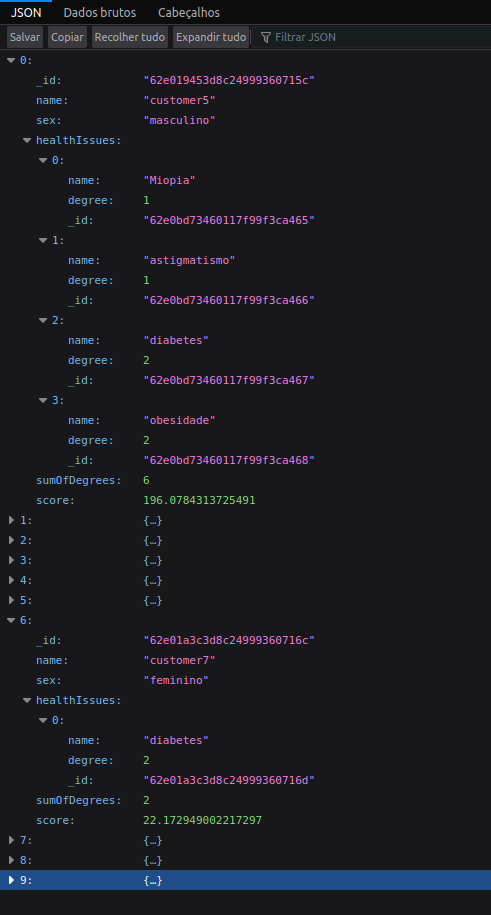 JSON Dados brutos Cabeçalhos
Salvar Copiar Recolher tudo Expandir tudo Filtrar JSON
0:
_id: "62e019453d8c24999360715c"
name: "customer5"
sex: "masculino"
healthIssues:
0:
name: "Miopia"
degree: 1
_id: "62e0bd73460117f99f3ca465"
1:
name: "astigmatismo"
degree: 1
_id: "62e0bd73460117f99f3ca466"
2:
name: "diabetes"
degree: 2
_id: "62e0bd73460117f99f3ca467"
3:
name: "obesidade"
degree: 2
_id: "62e0bd73460117f99f3ca468"
sumOfDegrees: 6
score: 196.0784313725491
1: {…}
2: {…}
3: {…}
4: {…}
5: {…}
6:
_id: "62e01a3c3d8c24999360716c"
name: "customer7"
sex: "feminino"
healthIssues:
0:
name: "diabetes"
degree: 2
_id: "62e01a3c3d8c24999360716d"
sumOfDegrees: 2
score: 22.172949002217297
7: {…}
8: {…}
9: {…}